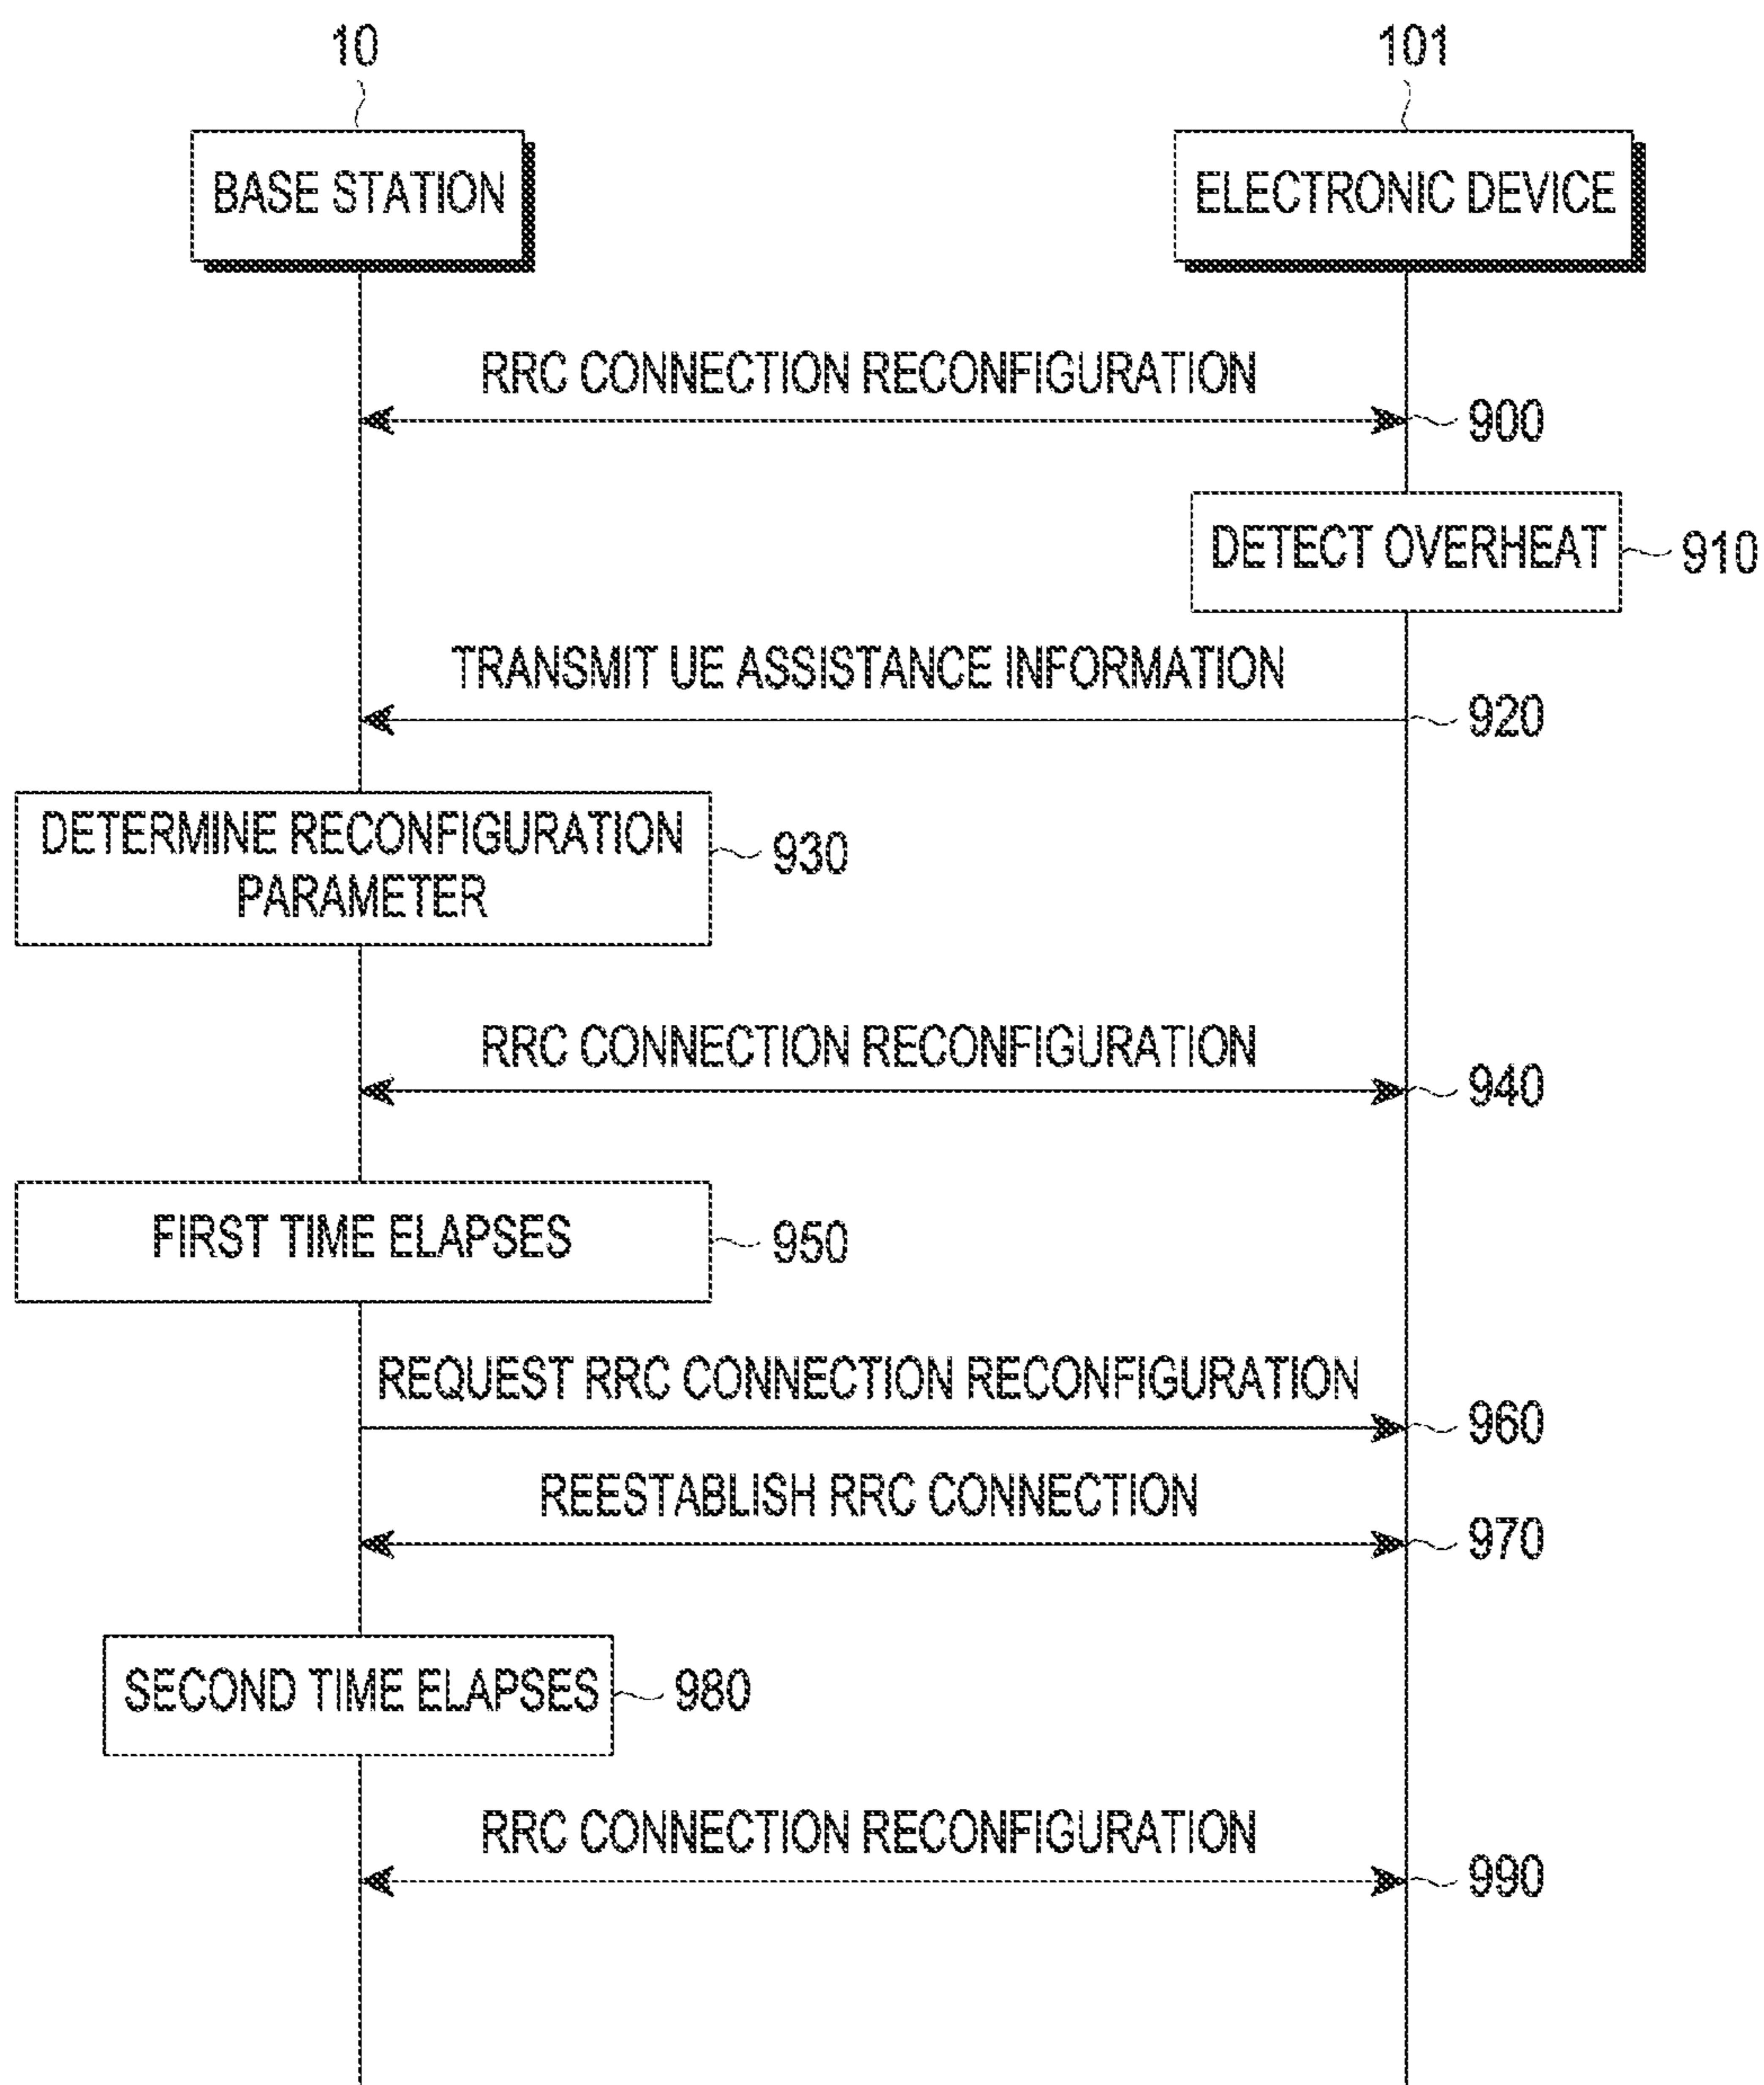 10
101
BASE STATION
ELECTRONIC DEVICE
RRC CONNECTION RECONFIGURATION
900
DETECT OVERHEAT
910
TRANSMIT UE ASSISTANCE INFORMATION
920
DETERMINE RECONFIGURATION
PARAMETER
930
RRC CONNECTION RECONFIGURATION
940
FIRST TIME ELAPSES
950
REQUEST RRC CONNECTION RECONFIGURATION
960
REESTABLISH RRC CONNECTION
970
SECOND TIME ELAPSES
980
RRC CONNECTION RECONFIGURATION
990